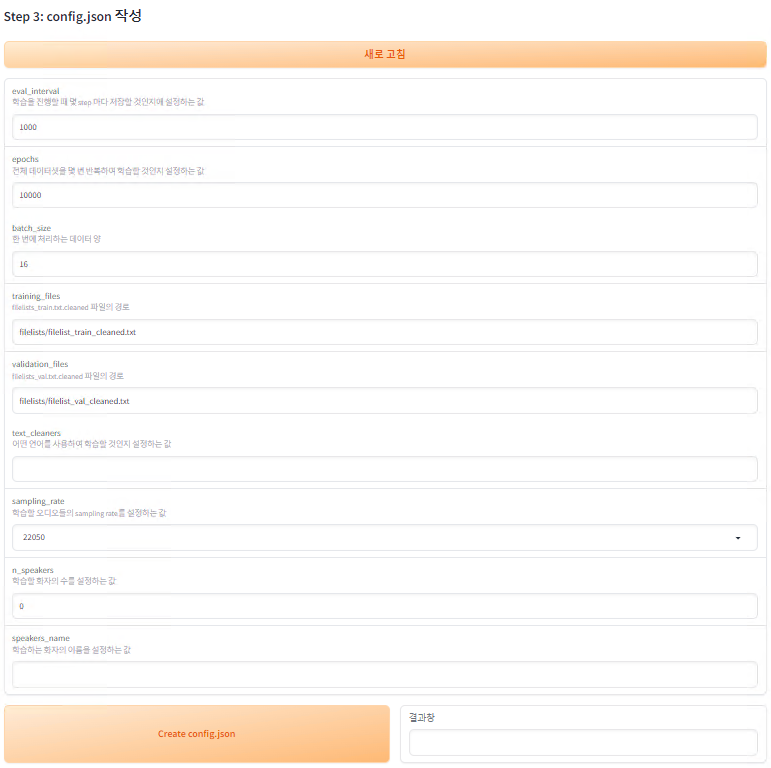 Step 3: config.json 작성
새로 고침
eval_interval
학습을 진행할 때 몇 step 마다 저장할 것인지에 설정하는 값
1000
epochs
전체 데이터셋을 몇 번 반복하여 학습할 것인지 설정하는 값
10000
batch_size
한 번에 처리하는 데이터 양
16
training_files
filelists_train.txt.cleaned 파일의 경로
filelists/filelist_train_cleaned.txt
validation_files
filelists_val.txt.cleaned 파일의 경로
filelists/filelist_val_cleaned.txt
text_cleaners
어떤 언어를 사용하여 학습할 것인지 설정하는 값
sampling_rate
학습할 오디오들의 sampling rate를 설정하는 값
22050
n_speakers
학습할 화자의 수를 설정하는 값
0
speakers_name
학습하는 화자의 이름을 설정하는 값
Create config.json
결과창